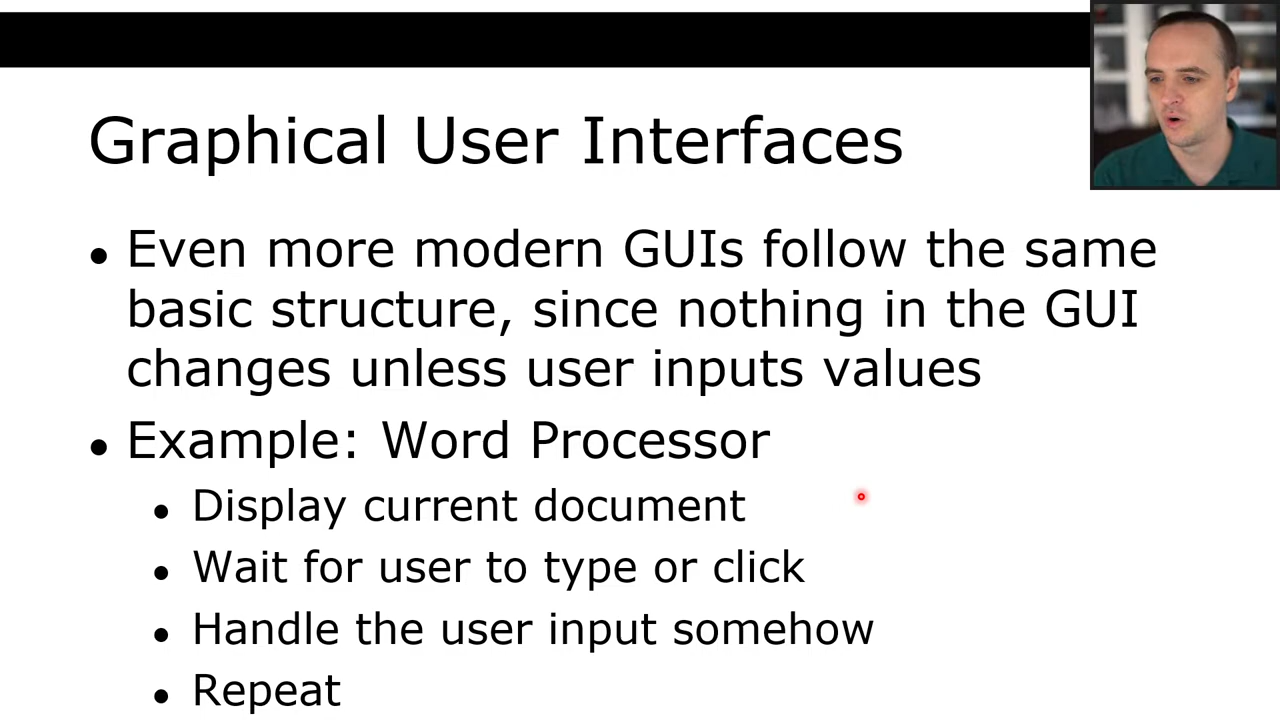 Graphical User Interfaces
• Even more modern GUIs follow the same
basic structure, since nothing in the GUI
changes unless user inputs values
• Example: Word Processor
• Display current document
• Wait for user to type or click
• Handle the user input somehow
• Repeat